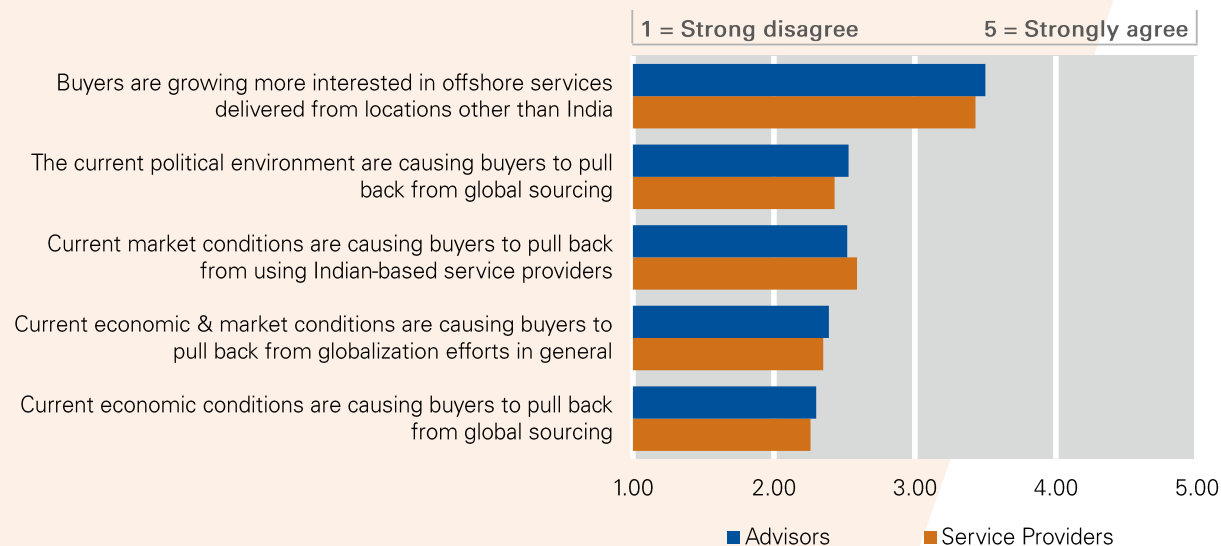 1 = Strong disagree 5 = Strongly agree
Buyers are growing more interested in offshore services
delivered from locations other than India
The current political environment are causing buyers to pull
back from global sourcing
Current market conditions are causing buyers to pull back
from using Indian-based service providers
Current economic & market conditions are causing buyers to
pull back from globalization efforts in general
Current economic conditions are causing buyers to pull back
from global sourcing
1.00 2.00 3.00 4.00 5.00
Advisors Service Providers